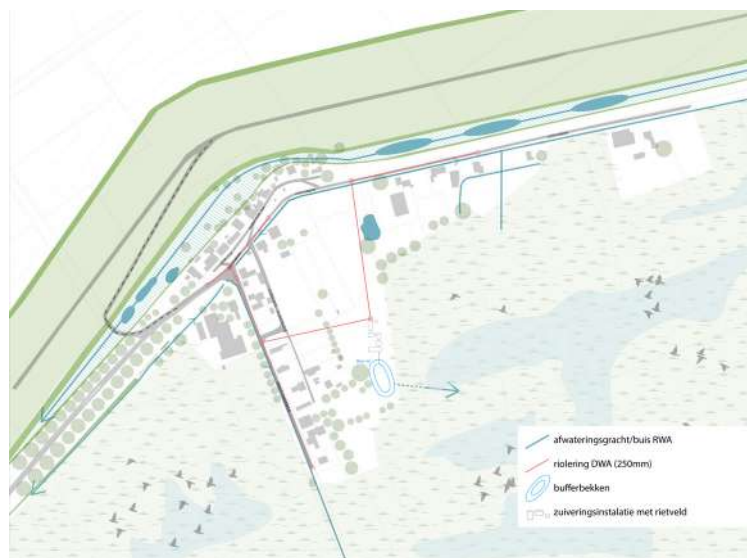 afwateringsgracht/buis RWA
riolering DWA (250mm)
bufferbekken
zuiveringsinstalatie met rietveld